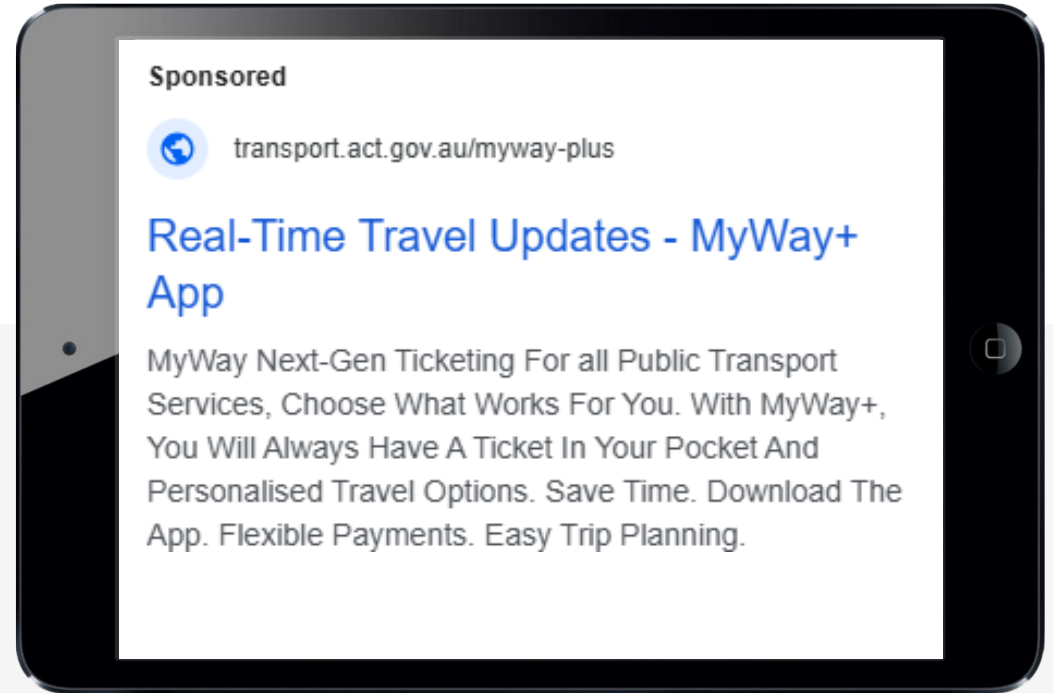 Sponsored
transport.act.gov.au/myway-plus
Real-Time Travel Updates - MyWay+
App
MyWay Next-Gen Ticketing For all Public Transport
Services, Choose What Works For You. With MyWay+,
You Will Always Have A Ticket In Your Pocket And
Personalised Travel Options. Save Time. Download The
App. Flexible Payments. Easy Trip Planning.